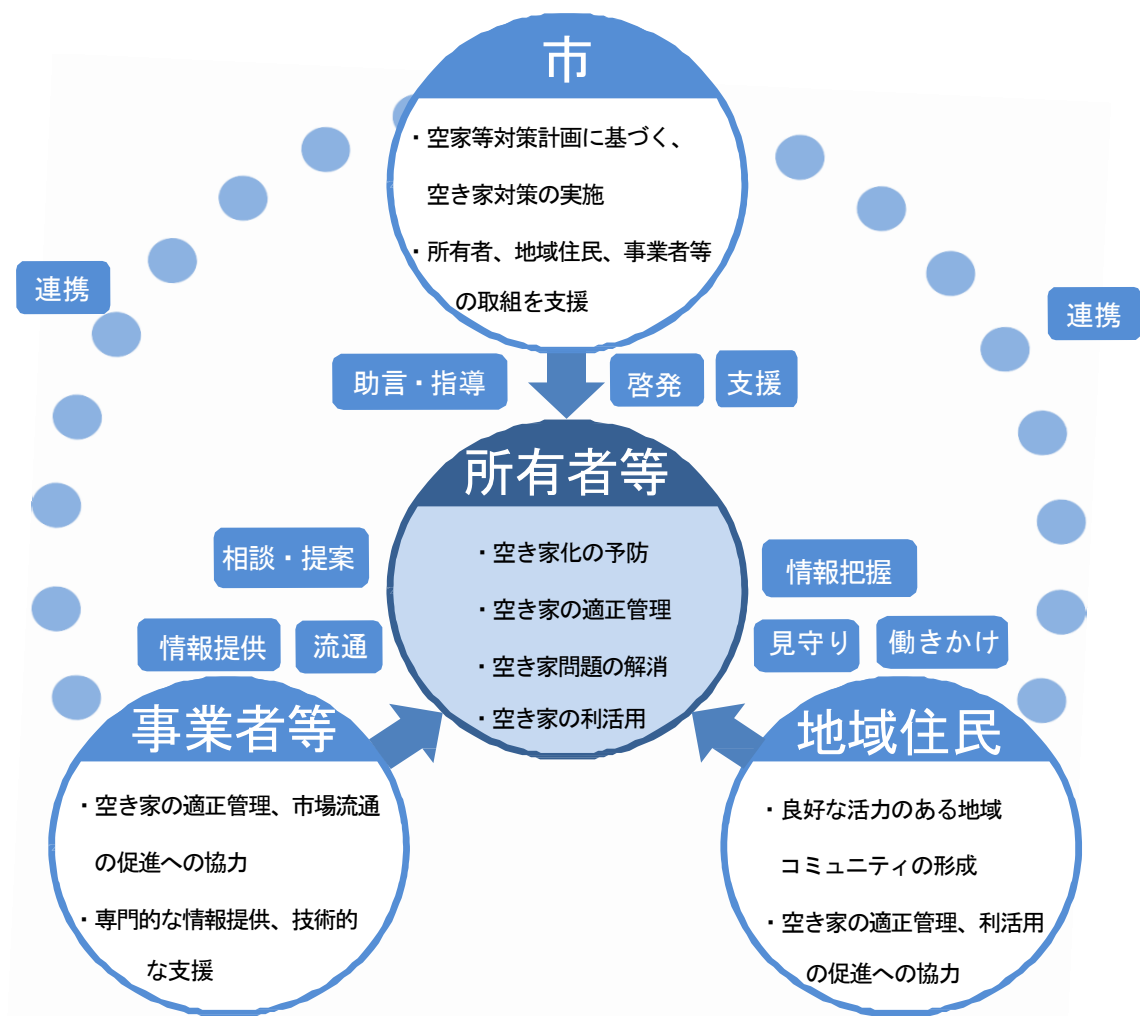 市
・空家等対策計画に基づく、
空き家対策の実施
・所有者、地域住民、事業者等
の取組を支援
連携
連携
助言・指導
啓発
支援
所有者等
・空き家化の予防
・空き家の適正管理
・空き家問題の解消
・空き家の利活用
相談・提案
情報提供
流通
情報把握
見守り
働きかけ
事業者等
・空き家の適正管理、市場流通
の促進への協力
・専門的な情報提供、技術的
な支援
地域住民
・良好な活力のある地域
コミュニティの形成
・空き家の適正管理、利活用
の促進への協力